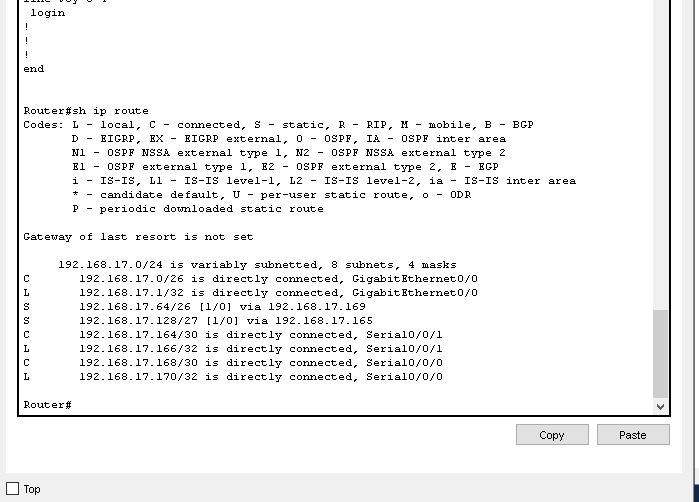 login
!
!
!
end
Router#sh ip route
Codes: L - local, C - connected, S - static, R - RIP, M - mobile, B - BGP
D - EIGRP, EX - EIGRP external, O - OSPF, IA - OSPF inter area
N1 - OSPF NSSA external type 1, N2 - OSPF NSSA external type 2
E1 - OSPF external type 1, E2 - OSPF external type 2, E - EGP
i - IS-IS, L1 - IS-IS level-1, L2 - IS-IS level-2, ia - IS-IS inter area
* - candidate default, U - per-user static route, o - ODR
P - periodic downloaded static route
Gateway of last resort is not set
192.168.17.0/24 is variably subnetted, 8 subnets, 4 masks
C 192.168.17.0/26 is directly connected, GigabitEthernet0/0
L 192.168.17.1/32 is directly connected, GigabitEthernet0/0
S 192.168.17.64/26 [1/0] via 192.168.17.169
S 192.168.17.128/27 [1/0] via 192.168.17.165
C 192.168.17.164/30 is directly connected, Serial0/0/1
L 192.168.17.166/32 is directly connected, Serial0/0/1
C 192.168.17.168/30 is directly connected, Serial0/0/0
L 192.168.17.170/32 is directly connected, Serial0/0/0
Router#
Copy Paste
Top